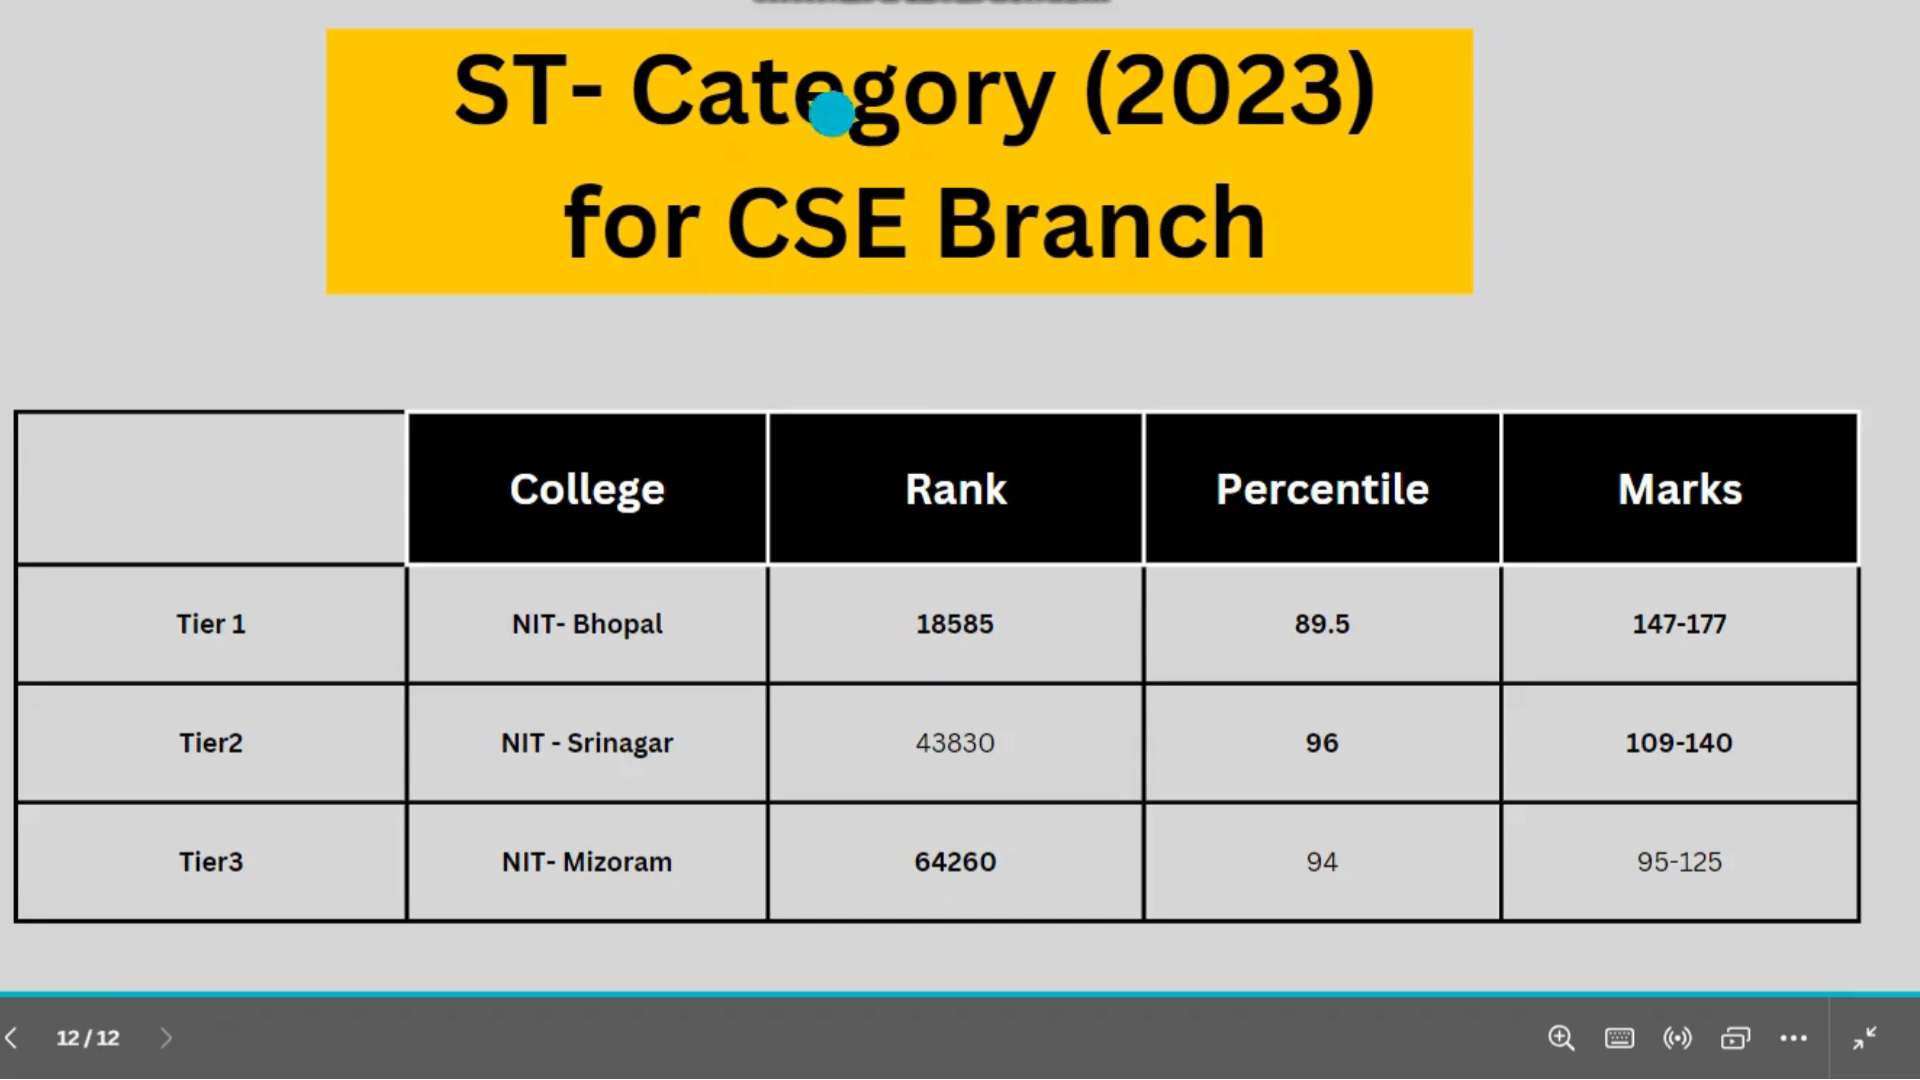 ST- Category (2023)
for CSE Branch
College Rank Percentile Marks
Tier 1 NIT- Bhopal 18585 89.5 147-177
Tier2 NIT - Srinagar 43830 96 109-140
Tier3 NIT- Mizoram 64260 94 95-125
12 / 12